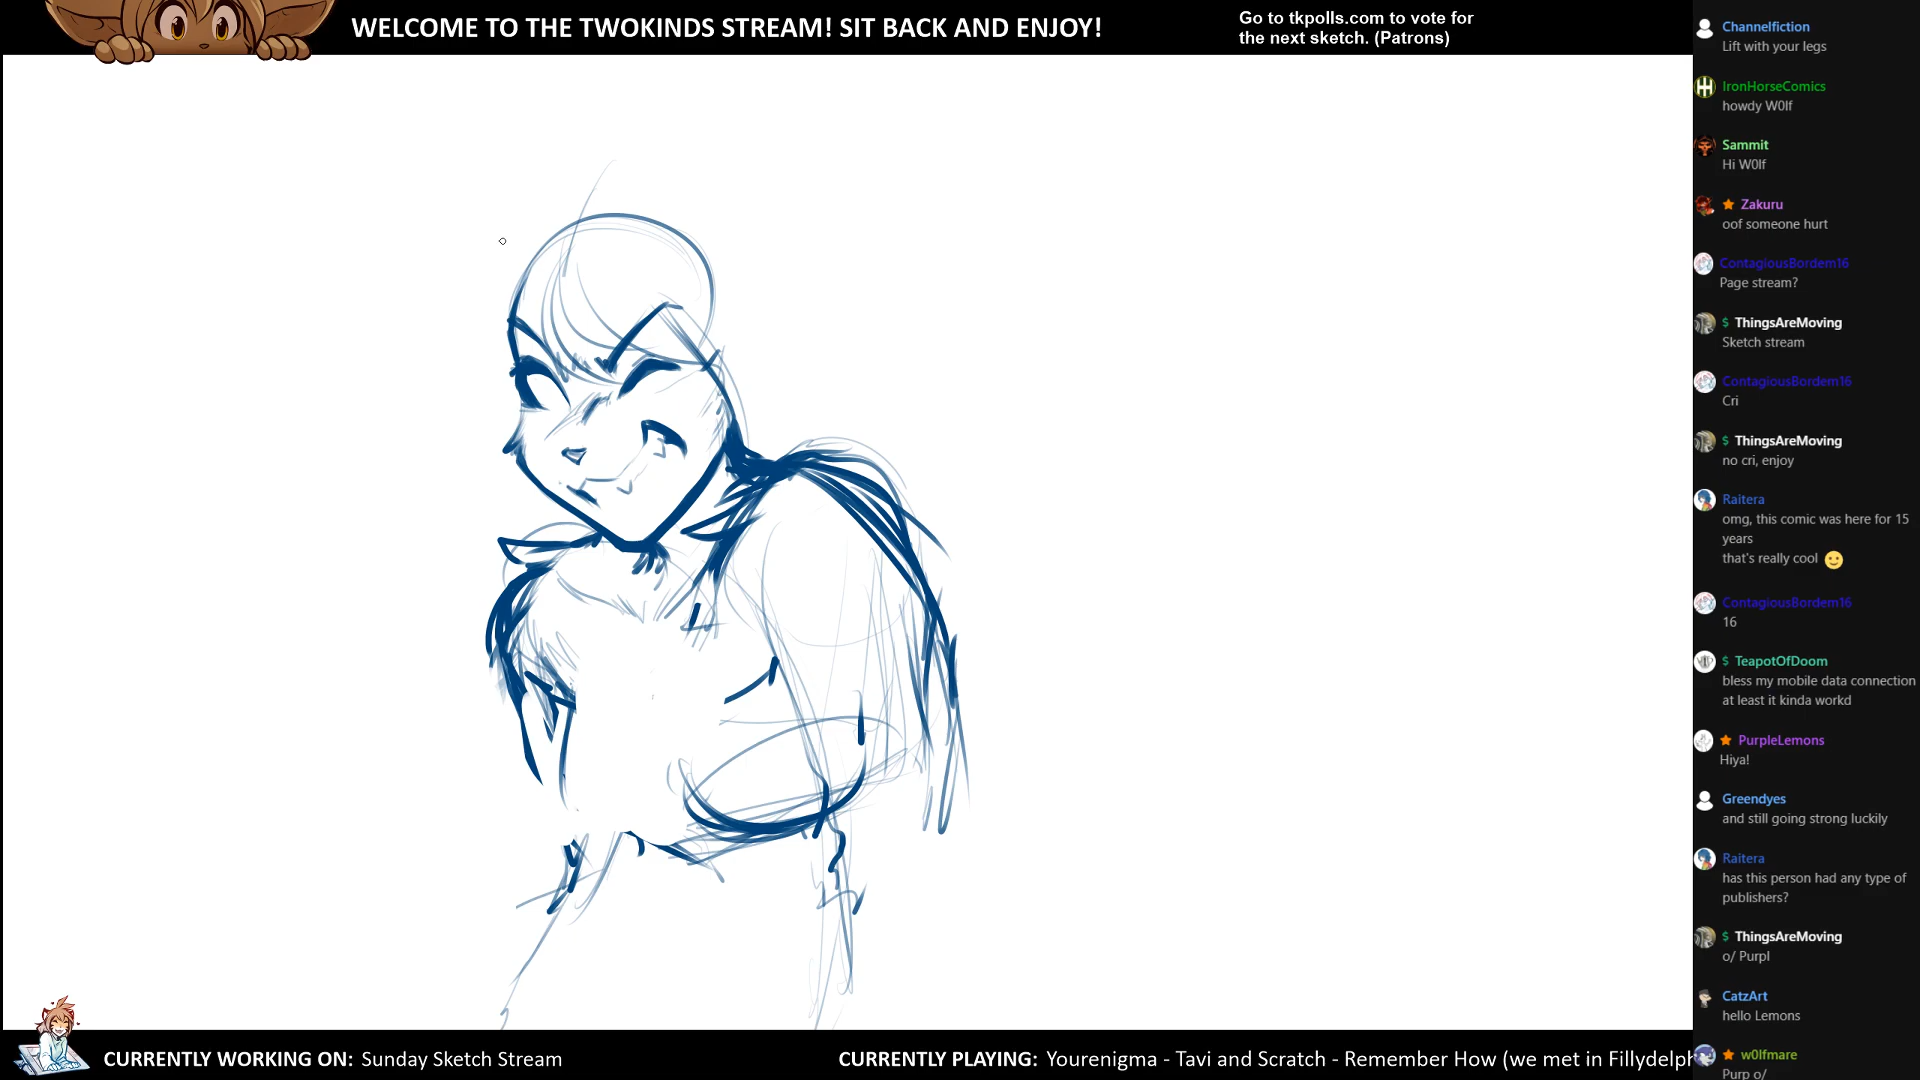 WELCOME TO THE TWOKINDS STREAM! SIT BACK AND ENJOY!
Go to tkpolls.com to vote for
the next sketch. (Patrons)
Channelfiction
Lift with your legs
IronHorseComics
howdy W0lf
Sammit
Hi W0lf
Zakuru
oof someone hurt
ContagiousBordem16
Page stream?
$ ThingsAreMoving
Sketch stream
ContagiousBordem16
Cri
$ ThingsAreMoving
no cri, enjoy
Raitera
omg, this comic was here for 15
years
that's really cool
ContagiousBordem16
16
$ TeapotOfDoom
bless my mobile data connection
at least it kinda workd
PurpleLemons
Hiya!
Greendyes
and still going strong luckily
Raitera
has this person had any type of
publishers?
$ ThingsAreMoving
o/ Purpl
CatzArt
hello Lemons
w0lfmare
Purp o/
CURRENTLY WORKING ON: Sunday Sketch Stream
CURRENTLY PLAYING: Yourenigma - Tavi and Scratch - Remember How (we met in Fillydelph